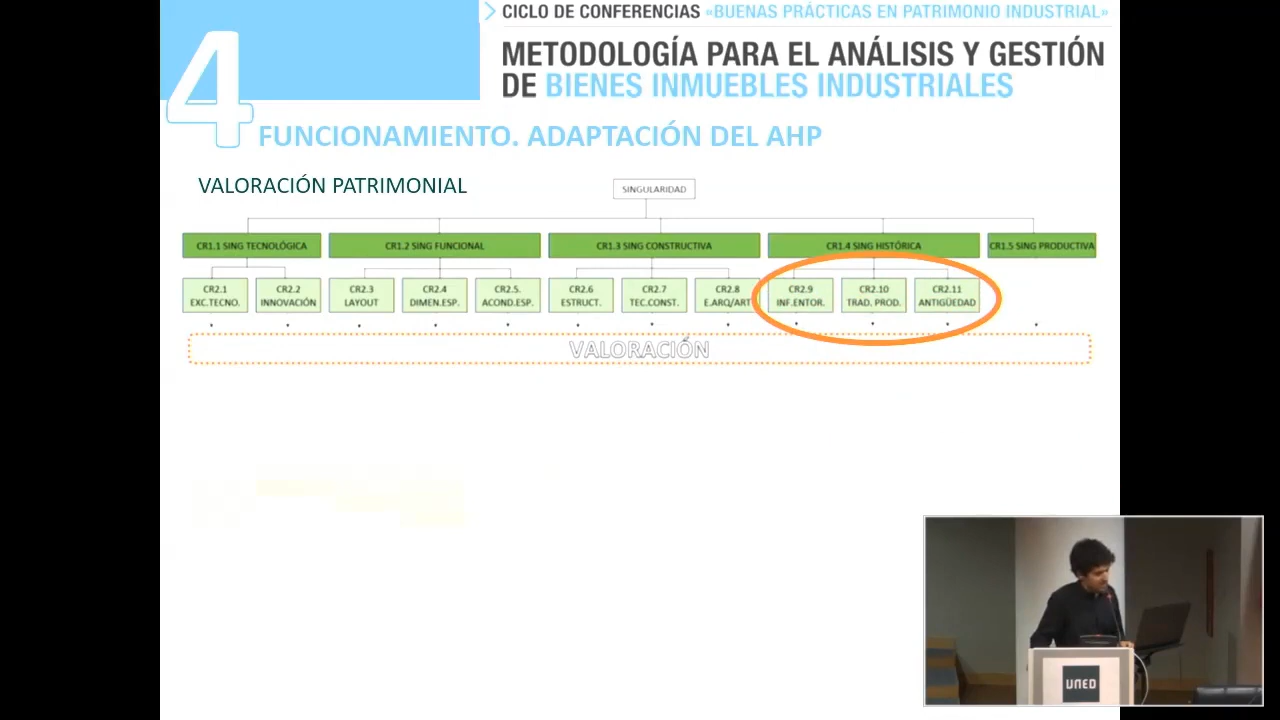 CICLO DE CONFERENCIAS «BUENAS PRÁCTICAS EN PATRIMONIO INDUSTRIAL»
METODOLOGÍA PARA EL ANÁLISIS Y GESTIÓN
DE BIENES INMUEBLES INDUSTRIALES
4
FUNCIONAMIENTO. ADAPTACIÓN DEL AHP
VALORACIÓN PATRIMONIAL
SINGULARIDAD
CR1.1 SING TECNOLÓGICA
CR1.2 SING FUNCIONAL
CR1.3 SING CONSTRUCTIVA
CR1.4 SING HISTÓRICA
CR1.5 SING PRODUCTIVA
CR2.1
EXC.TECNO.
CR2.2
INNOVACIÓN
CR2.3
LAYOUT
CR2.4
DIMEN.ESP.
CR2.5.
ACOND.ESP.
CR2.6
ESTRUCT.
CR2.7
TEC.CONST.
CR2.8
E.ARQ/ART
CR2.9
INF.ENTOR.
CR2.10
TRAD. PROD.
CR2.11
ANTIGÜEDAD
VALORACIÓN
UNED